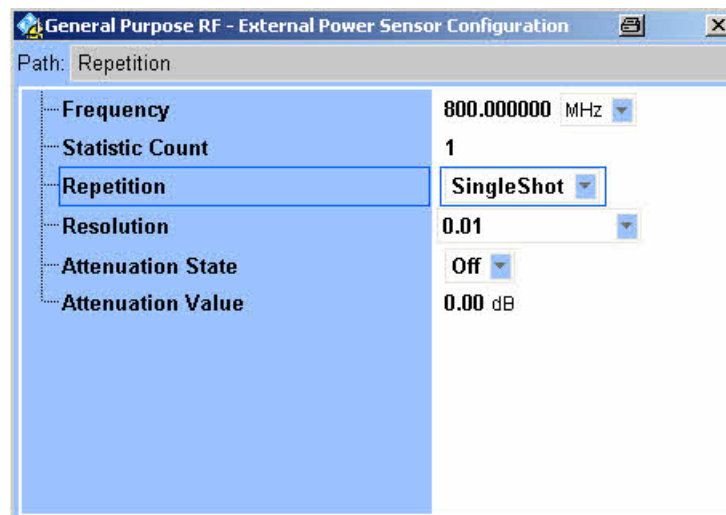 General Purpose RF - External Power Sensor Configuration
Path: Repetition
Frequency 800.000000 MHz
Statistic Count 1
Repetition SingleShot
Resolution 0.01
Attenuation State Off
Attenuation Value 0.00 dB